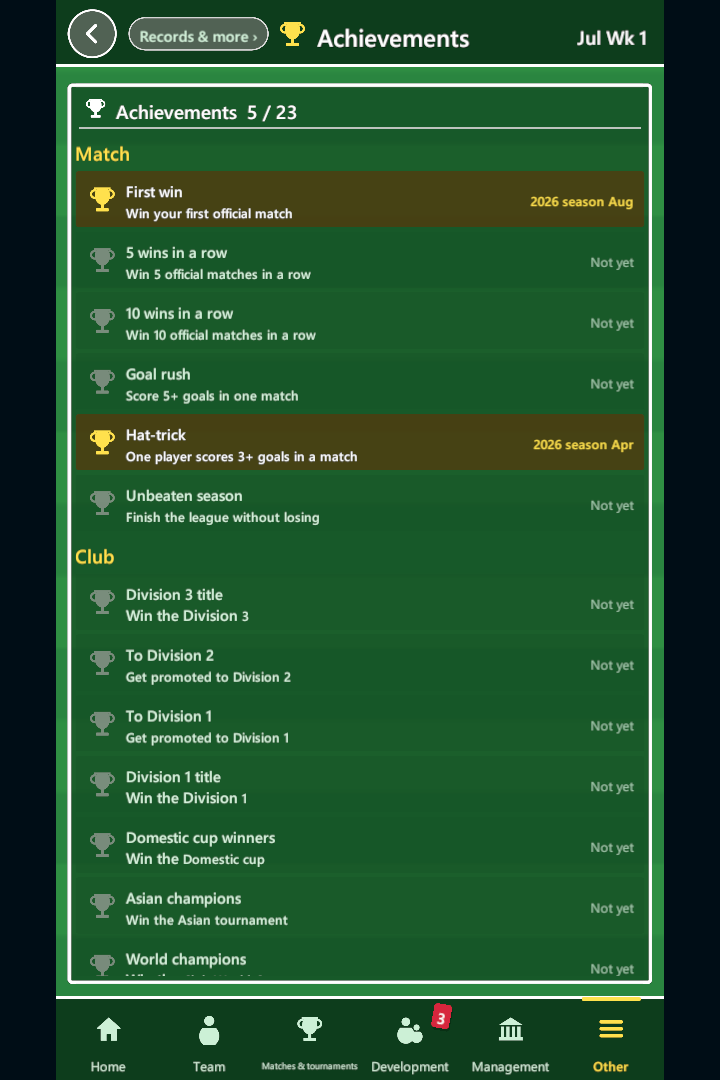 Records & more ›
Achievements
Jul Wk 1
Achievements 5 / 23
Match
First win
Win your first official match
2026 season Aug
5 wins in a row
Win 5 official matches in a row
Not yet
10 wins in a row
Win 10 official matches in a row
Not yet
Goal rush
Score 5+ goals in one match
Not yet
Hat-trick
One player scores 3+ goals in a match
2026 season Apr
Unbeaten season
Finish the league without losing
Not yet
Club
Division 3 title
Win the Division 3
Not yet
To Division 2
Get promoted to Division 2
Not yet
To Division 1
Get promoted to Division 1
Not yet
Division 1 title
Win the Division 1
Not yet
Domestic cup winners
Win the Domestic cup
Not yet
Asian champions
Win the Asian tournament
Not yet
World champions
Not yet
3
Home
Team
Matches & tournaments
Development
Management
Other